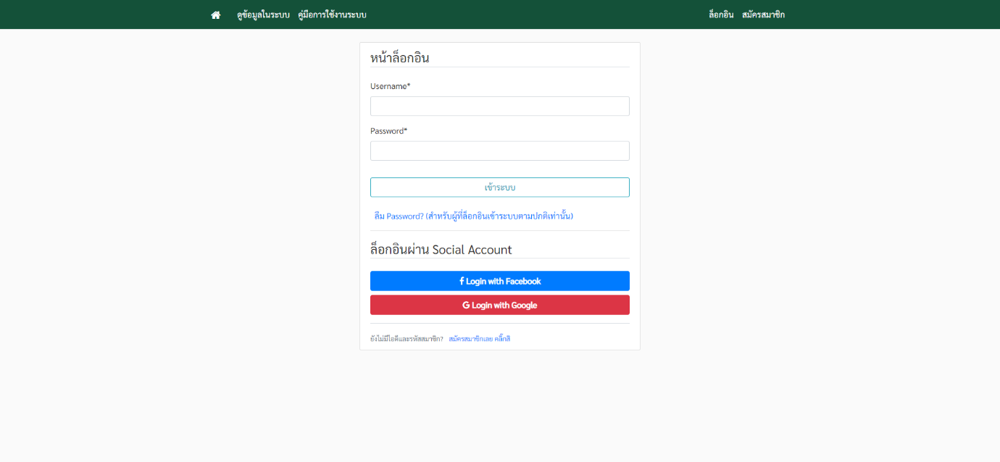 ดูข้อมูลในระบบ คู่มือการใช้งานระบบ ล็อกอิน สมัครสมาชิก
หน้าล็อกอิน
Username*
Password*
เข้าระบบ
ลืม Password? (สำหรับผู้ที่ล็อกอินเข้าระบบตามปกติเท่านั้น)
ล็อกอินผ่าน Social Account
Login with Facebook
Login with Google
ยังไม่มีไอดีและรหัสสมาชิก? สมัครสมาชิกเลย คลิ๊กสิ